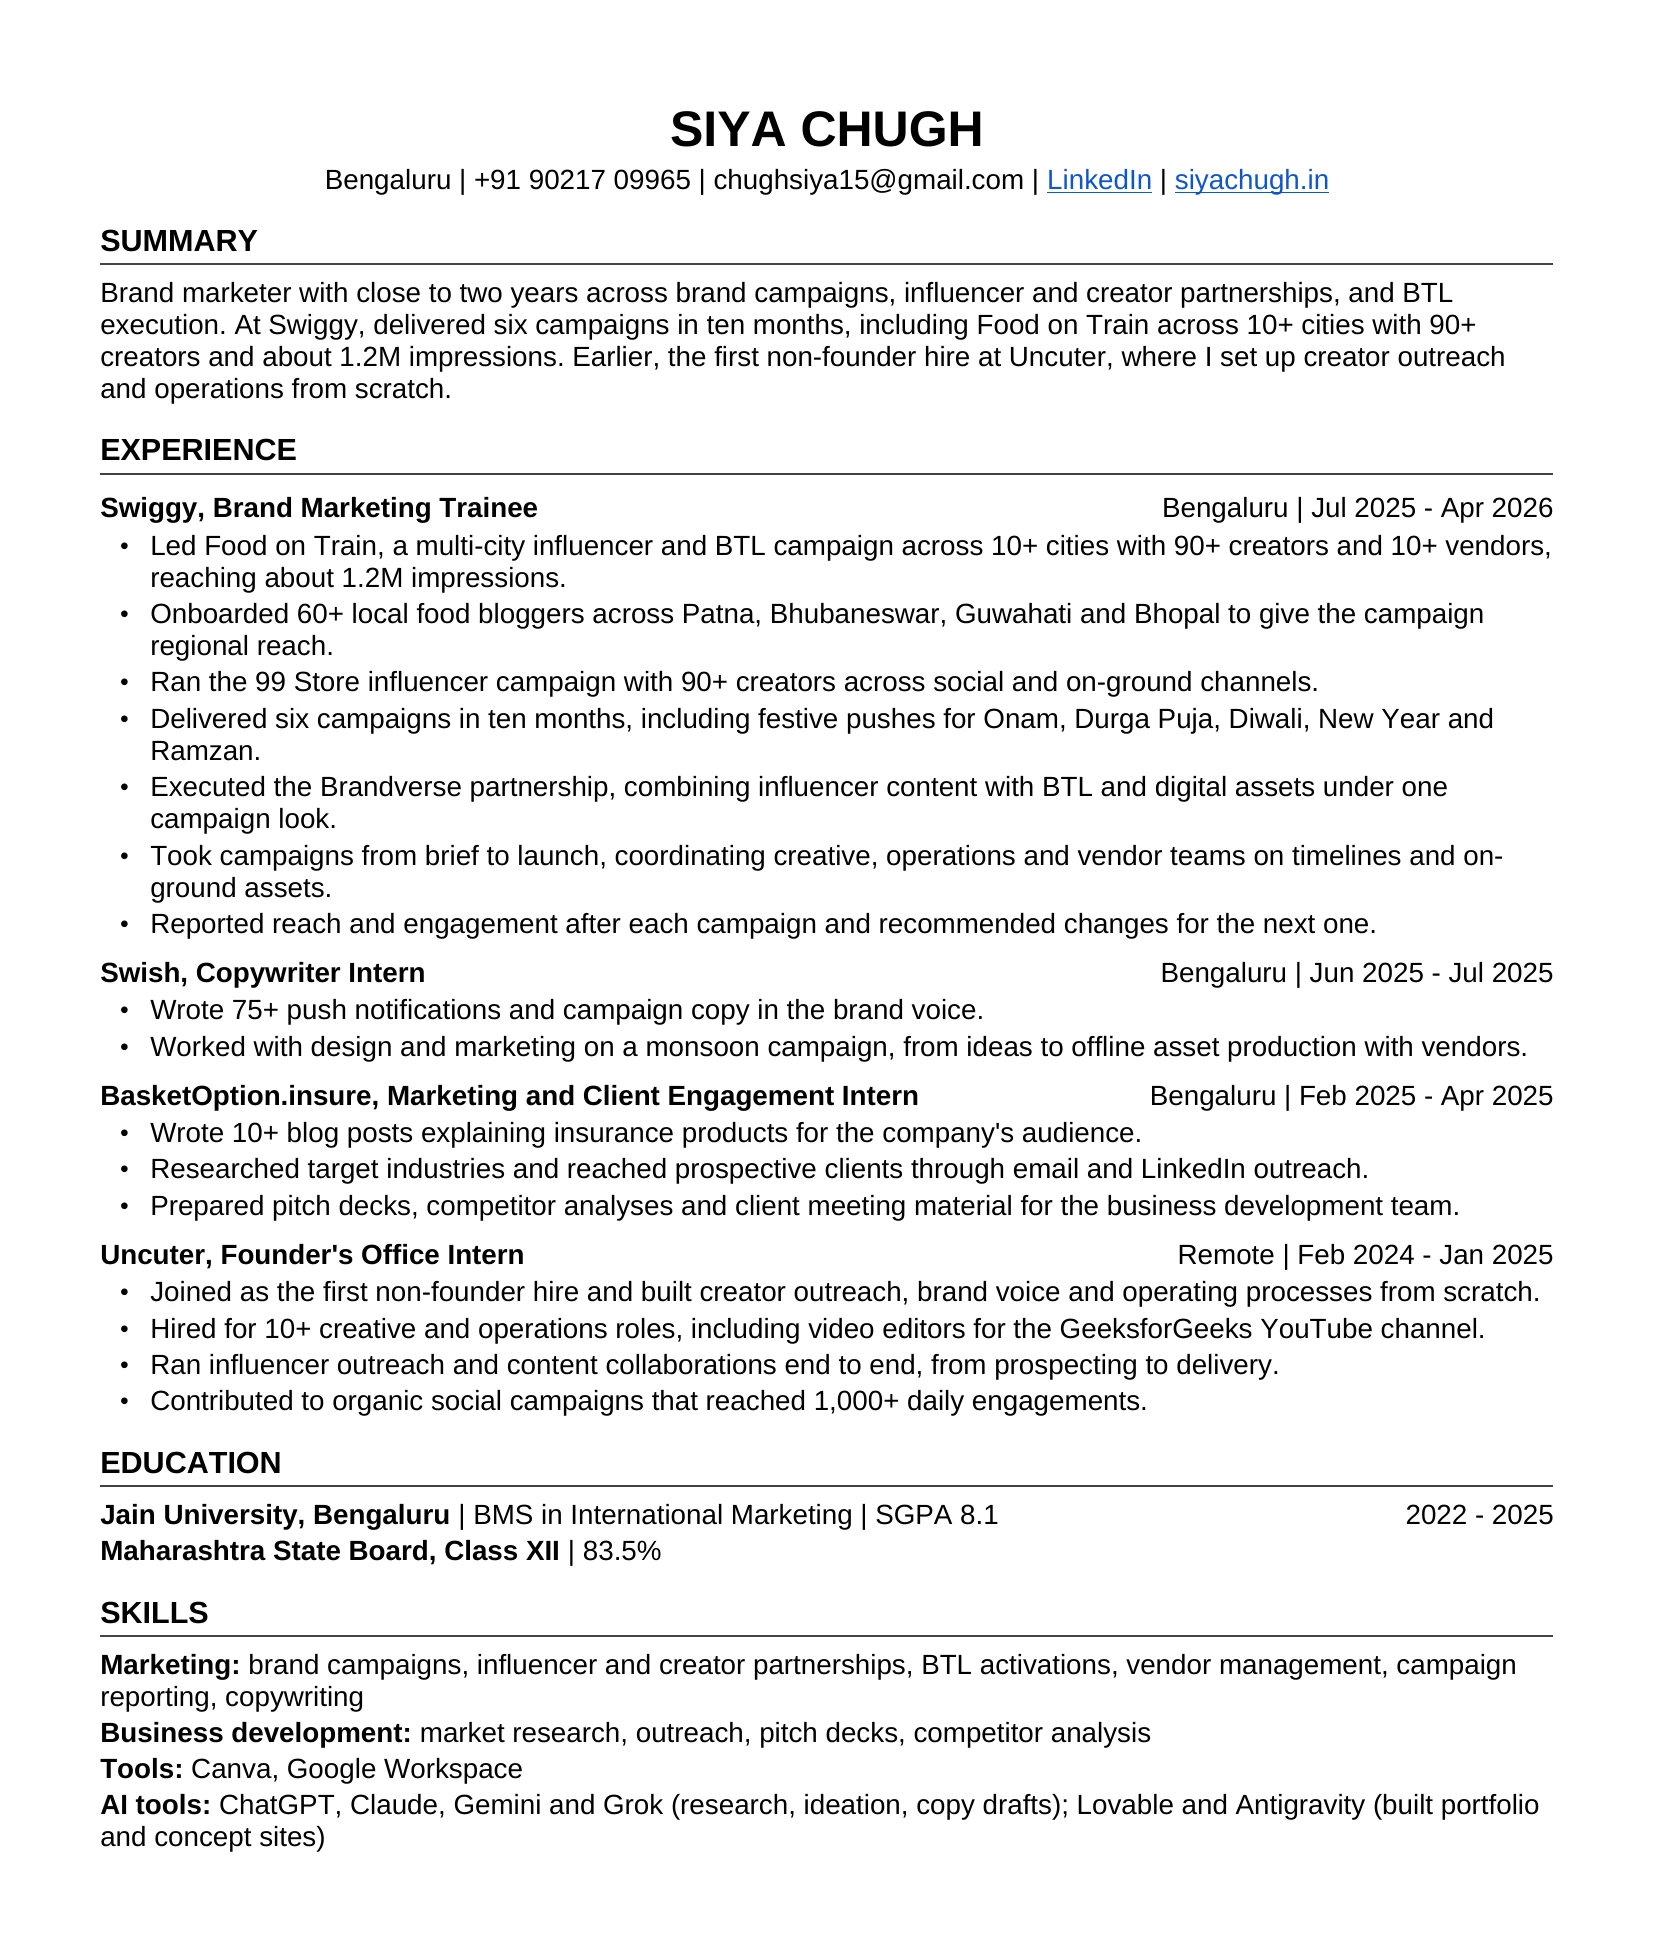 SIYA CHUGH
Bengaluru | +91 90217 09965 | chughsiya15@gmail.com | LinkedIn | siyachugh.in
SUMMARY
Brand marketer with close to two years across brand campaigns, influencer and creator partnerships, and BTL
execution. At Swiggy, delivered six campaigns in ten months, including Food on Train across 10+ cities with 90+
creators and about 1.2M impressions. Earlier, the first non-founder hire at Uncuter, where I set up creator outreach
and operations from scratch.
EXPERIENCE
Swiggy, Brand Marketing Trainee Bengaluru | Jul 2025 - Apr 2026
• Led Food on Train, a multi-city influencer and BTL campaign across 10+ cities with 90+ creators and 10+ vendors,
reaching about 1.2M impressions.
• Onboarded 60+ local food bloggers across Patna, Bhubaneswar, Guwahati and Bhopal to give the campaign
regional reach.
• Ran the 99 Store influencer campaign with 90+ creators across social and on-ground channels.
• Delivered six campaigns in ten months, including festive pushes for Onam, Durga Puja, Diwali, New Year and
Ramzan.
• Executed the Brandverse partnership, combining influencer content with BTL and digital assets under one
campaign look.
• Took campaigns from brief to launch, coordinating creative, operations and vendor teams on timelines and on-
ground assets.
• Reported reach and engagement after each campaign and recommended changes for the next one.
Swish, Copywriter Intern Bengaluru | Jun 2025 - Jul 2025
• Wrote 75+ push notifications and campaign copy in the brand voice.
• Worked with design and marketing on a monsoon campaign, from ideas to offline asset production with vendors.
BasketOption.insure, Marketing and Client Engagement Intern Bengaluru | Feb 2025 - Apr 2025
• Wrote 10+ blog posts explaining insurance products for the company's audience.
• Researched target industries and reached prospective clients through email and LinkedIn outreach.
• Prepared pitch decks, competitor analyses and client meeting material for the business development team.
Uncuter, Founder's Office Intern Remote | Feb 2024 - Jan 2025
• Joined as the first non-founder hire and built creator outreach, brand voice and operating processes from scratch.
• Hired for 10+ creative and operations roles, including video editors for the GeeksforGeeks YouTube channel.
• Ran influencer outreach and content collaborations end to end, from prospecting to delivery.
• Contributed to organic social campaigns that reached 1,000+ daily engagements.
EDUCATION
Jain University, Bengaluru | BMS in International Marketing | SGPA 8.1 2022 - 2025
Maharashtra State Board, Class XII | 83.5%
SKILLS
Marketing: brand campaigns, influencer and creator partnerships, BTL activations, vendor management, campaign
reporting, copywriting
Business development: market research, outreach, pitch decks, competitor analysis
Tools: Canva, Google Workspace
AI tools: ChatGPT, Claude, Gemini and Grok (research, ideation, copy drafts); Lovable and Antigravity (built portfolio
and concept sites)